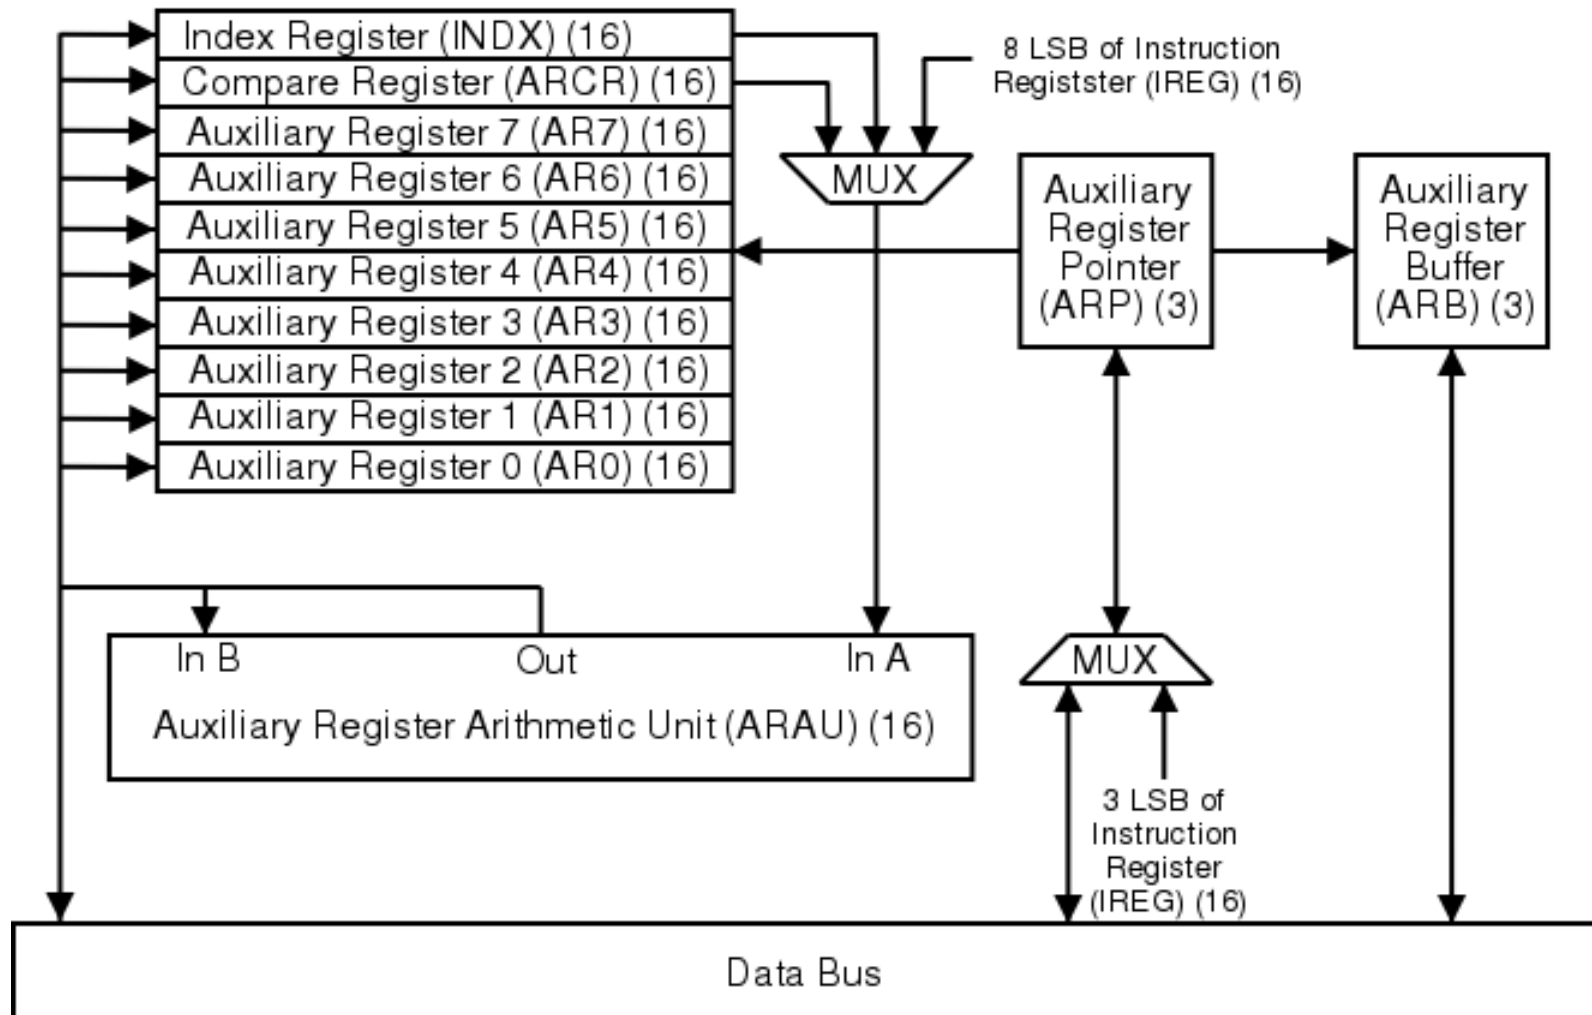 Index Register (INDX) (16)
Compare Register (ARCR) (16)
Auxiliary Register 7 (AR7) (16)
Auxiliary Register 6 (AR6) (16)
Auxiliary Register 5 (AR5) (16)
Auxiliary Register 4 (AR4) (16)
Auxiliary Register 3 (AR3) (16)
Auxiliary Register 2 (AR2) (16)
Auxiliary Register 1 (AR1) (16)
Auxiliary Register 0 (AR0) (16)
8 LSB of Instruction
Registster (IREG) (16)
MUX
Auxiliary
Register
Pointer
(ARP) (3)
Auxiliary
Register
Buffer
(ARB) (3)
In B
Out
In A
Auxiliary Register Arithmetic Unit (ARAU) (16)
MUX
3 LSB of
Instruction
Register
(IREG) (16)
Data Bus